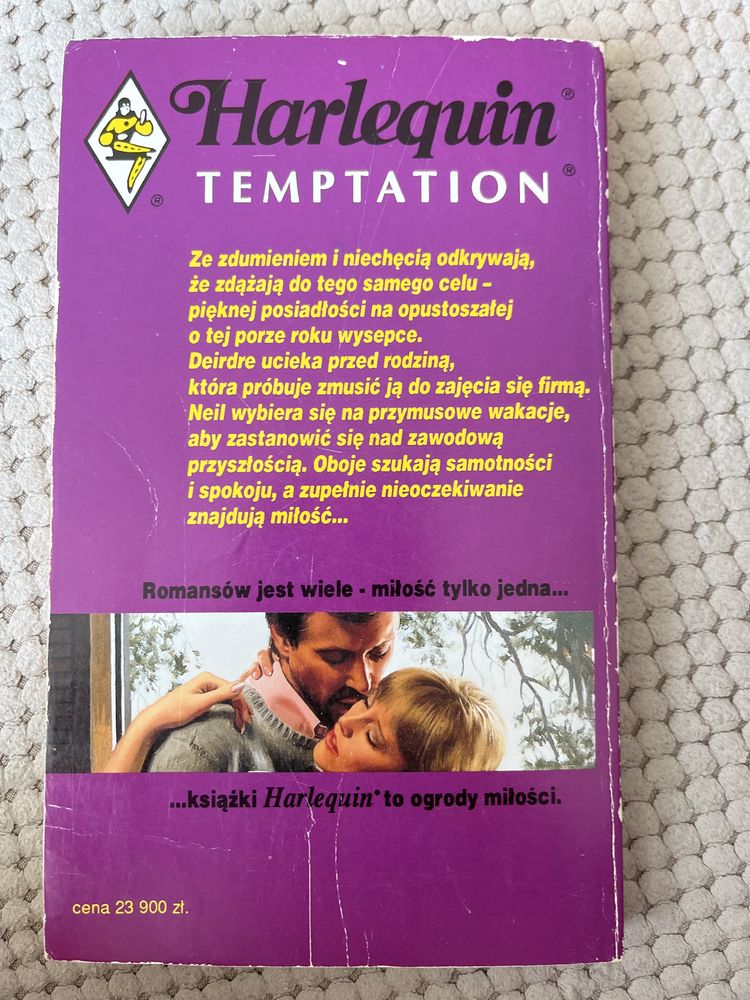 Harlequin®
TEMPTATION®
®
Ze zdumieniem i niechęcią odkrywają,
że zdążają do tego samego celu –
pięknej posiadłości na opustoszałej
o tej porze roku wysepce.
Deirdre ucieka przed rodziną,
która próbuje zmusić ją do zajęcia się firmą.
Neil wybiera się na przymusowe wakacje,
aby zastanowić się nad zawodową
przyszłością. Oboje szukają samotności
i spokoju, a zupełnie nieoczekiwanie
znajdują miłość...
Romansów jest wiele - miłość tylko jedna...
...książki Harlequin® to ogrody miłości.
cena 23 900 zł.